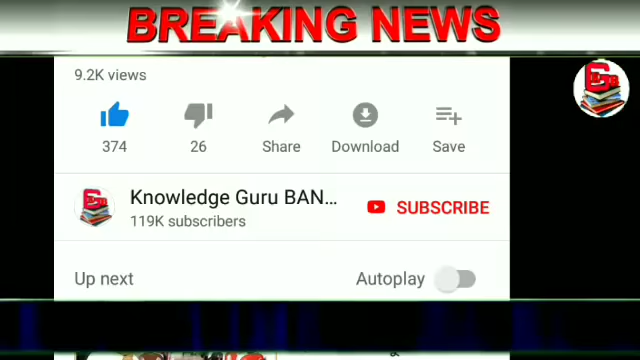 BREAKING NEWS
9.2K views
374 26 Share Download Save
Knowledge Guru BAN...
119K subscribers
SUBSCRIBE
Up next Autoplay